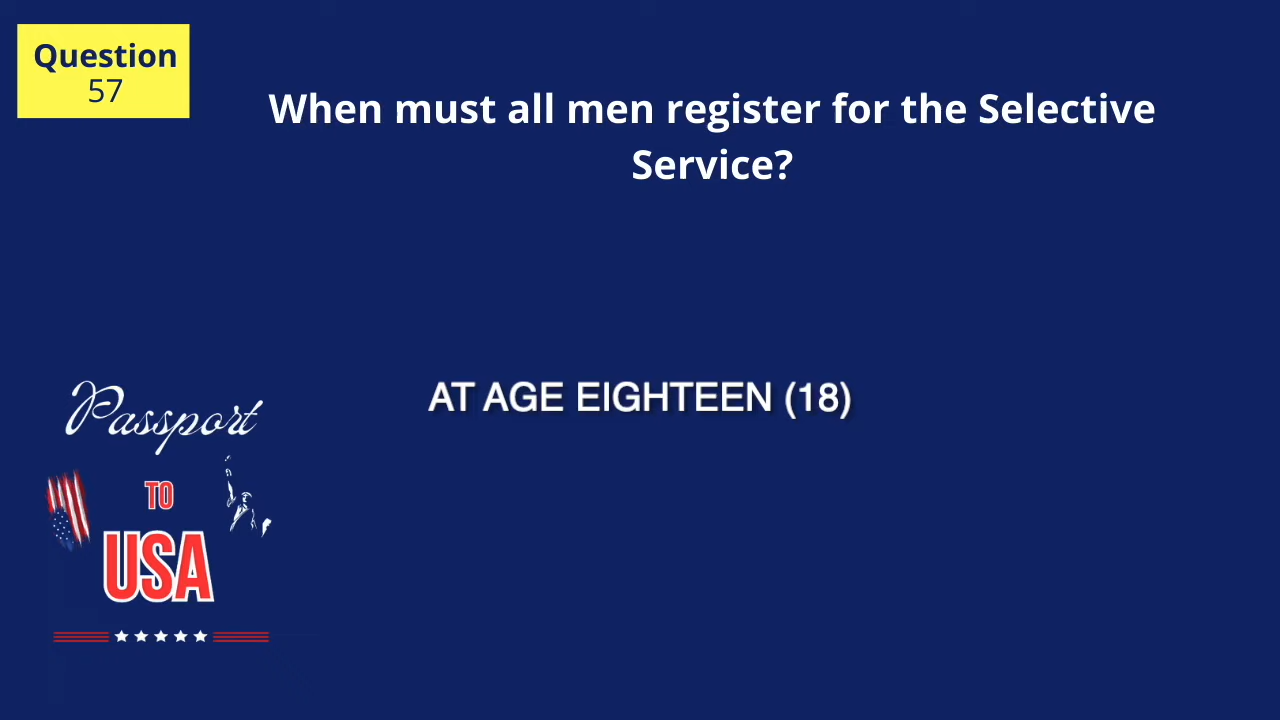 Question
57
When must all men register for the Selective
Service?
AT AGE EIGHTEEN (18)
Passport
TO
USA